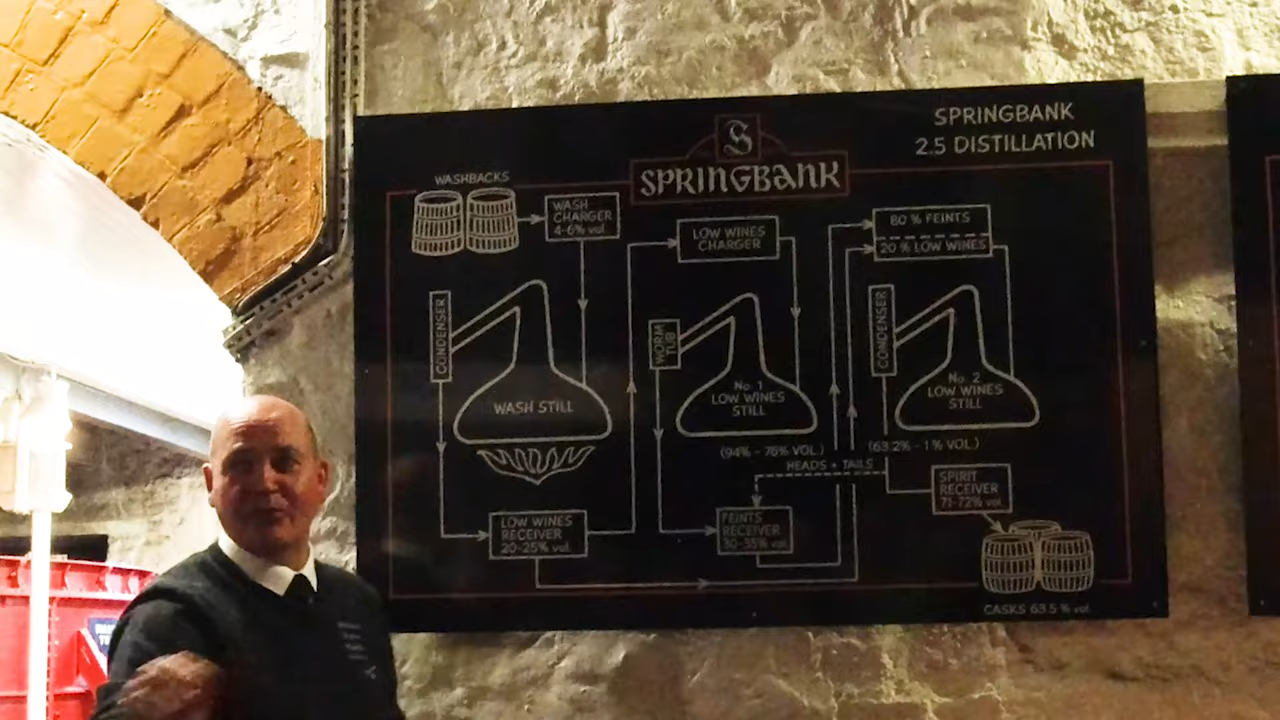 SPRINGBANK
2.5 DISTILLATION
S
SPRINGBANK
WASHBACKS
WASH
CHARGER
4-6% vol.
LOW WINES
CHARGER
80 % FEINTS
20 % LOW WINES
CONDENSER
WORM
TUB
CONDENSER
WASH STILL
No. 1
LOW WINES
STILL
No. 2
LOW WINES
STILL
(94% - 76% VOL.)
(63.2% - 1 % VOL.)
HEADS + TAILS
SPIRIT
RECEIVER
71-72% vol.
LOW WINES
RECEIVER
20-25% vol.
FEINTS
RECEIVER
30-35% vol.
CASKS 63.5 % vol.